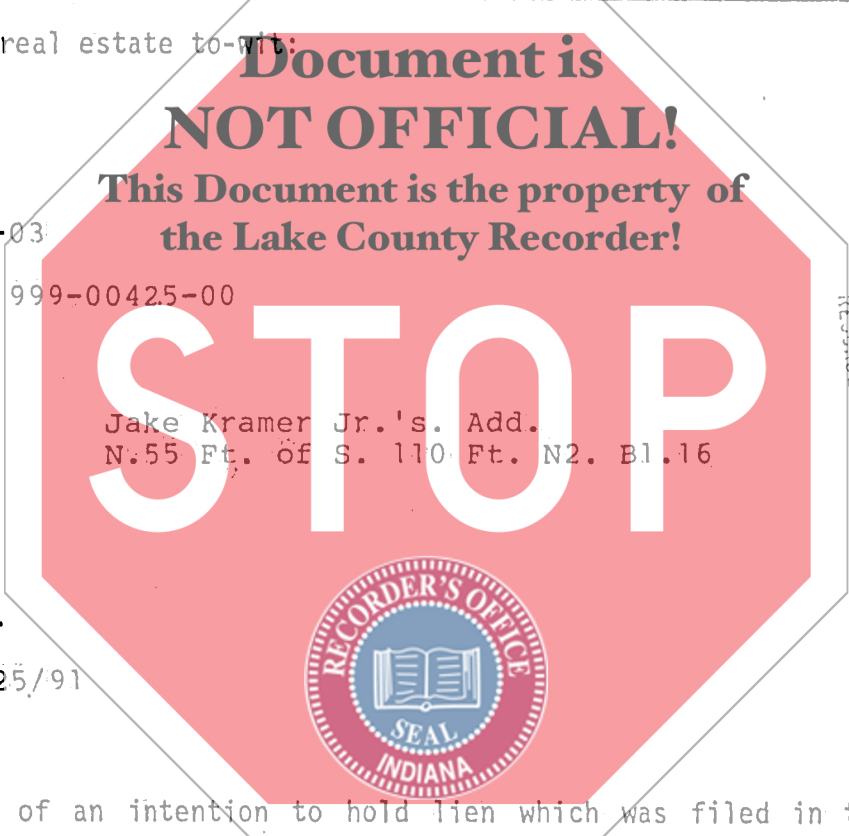 real estate to-wit:
Document is
NOT OFFICIAL!
This Document is the property of
the Lake County Recorder!
-03
999-00425-00
STOP
Jake Kramer Jr.'s. Add.
N.55 Ft. of S. 110 Ft. N2. Bl.16
RECORDER'S OFFICE
SEAL
INDIANA
25/91
of an intention to hold lien which was filed in